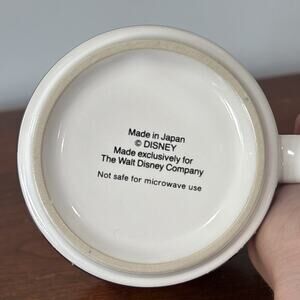 Made in Japan
© DISNEY
Made exclusively for
The Walt Disney Company
Not safe for microwave use